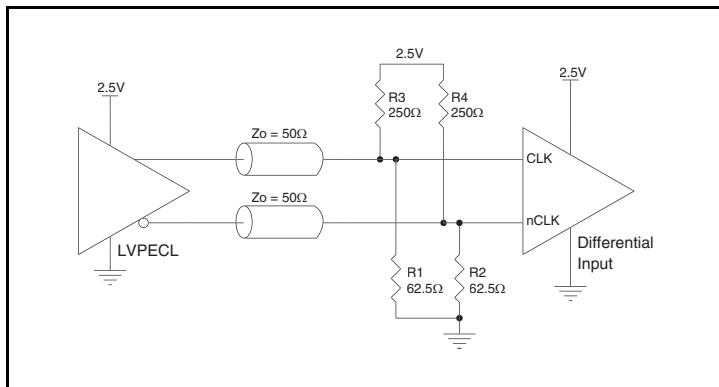 2.5V
2.5V
2.5V
R3
250Ω
R4
250Ω
Zo = 50Ω
CLK
Zo = 50Ω
nCLK
LVPECL
Differential
Input
R1
62.5Ω
R2
62.5Ω